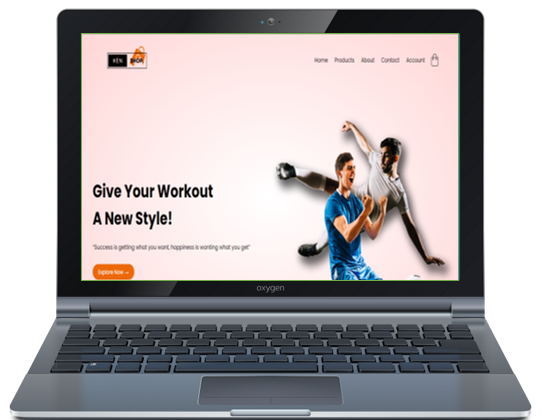 MEN SHOP
Home Products About Contact Account
Give Your Workout
A New Style!
"Success is getting what you want, happiness is wanting what you get"
Explore Now →
oxygen